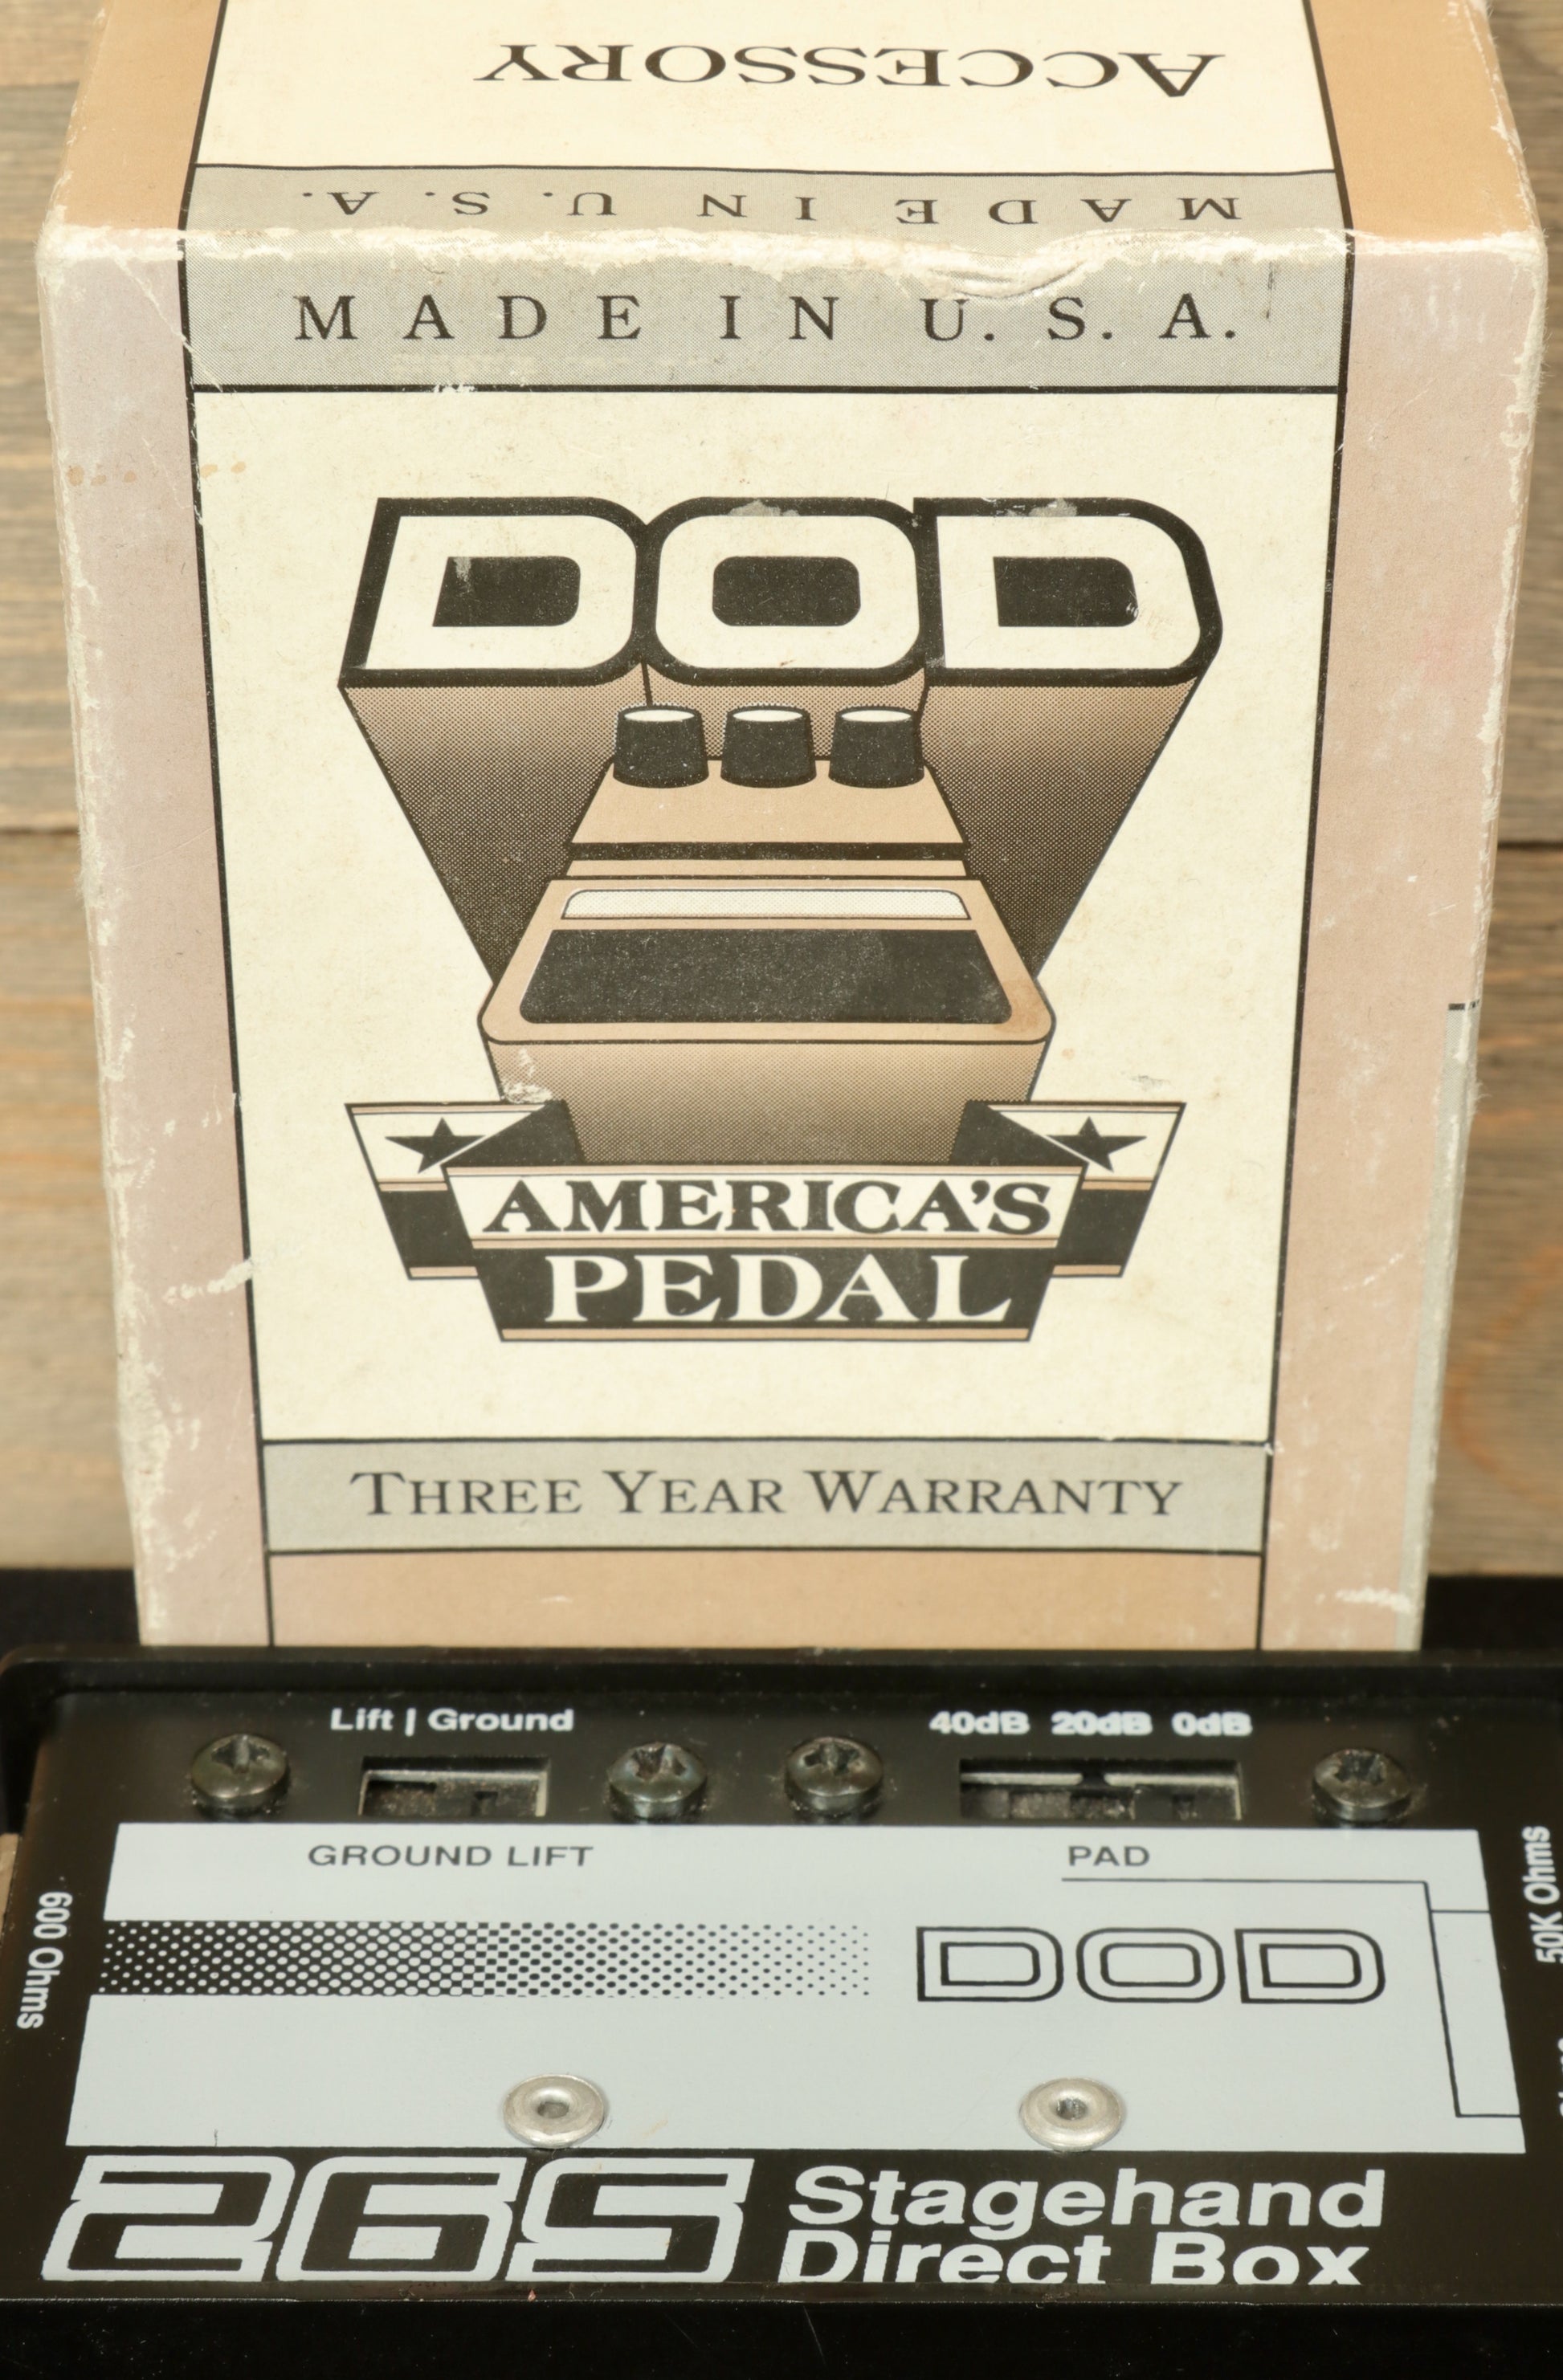 ACCESSORY
MADE IN U.S.A.
MADE IN U.S.A.
DOD
AMERICA'S
PEDAL
THREE YEAR WARRANTY
Lift | Ground
40dB 20dB 0dB
GROUND LIFT
PAD
600 Ohms
50K Ohms
DOD
265
Stagehand
Direct Box